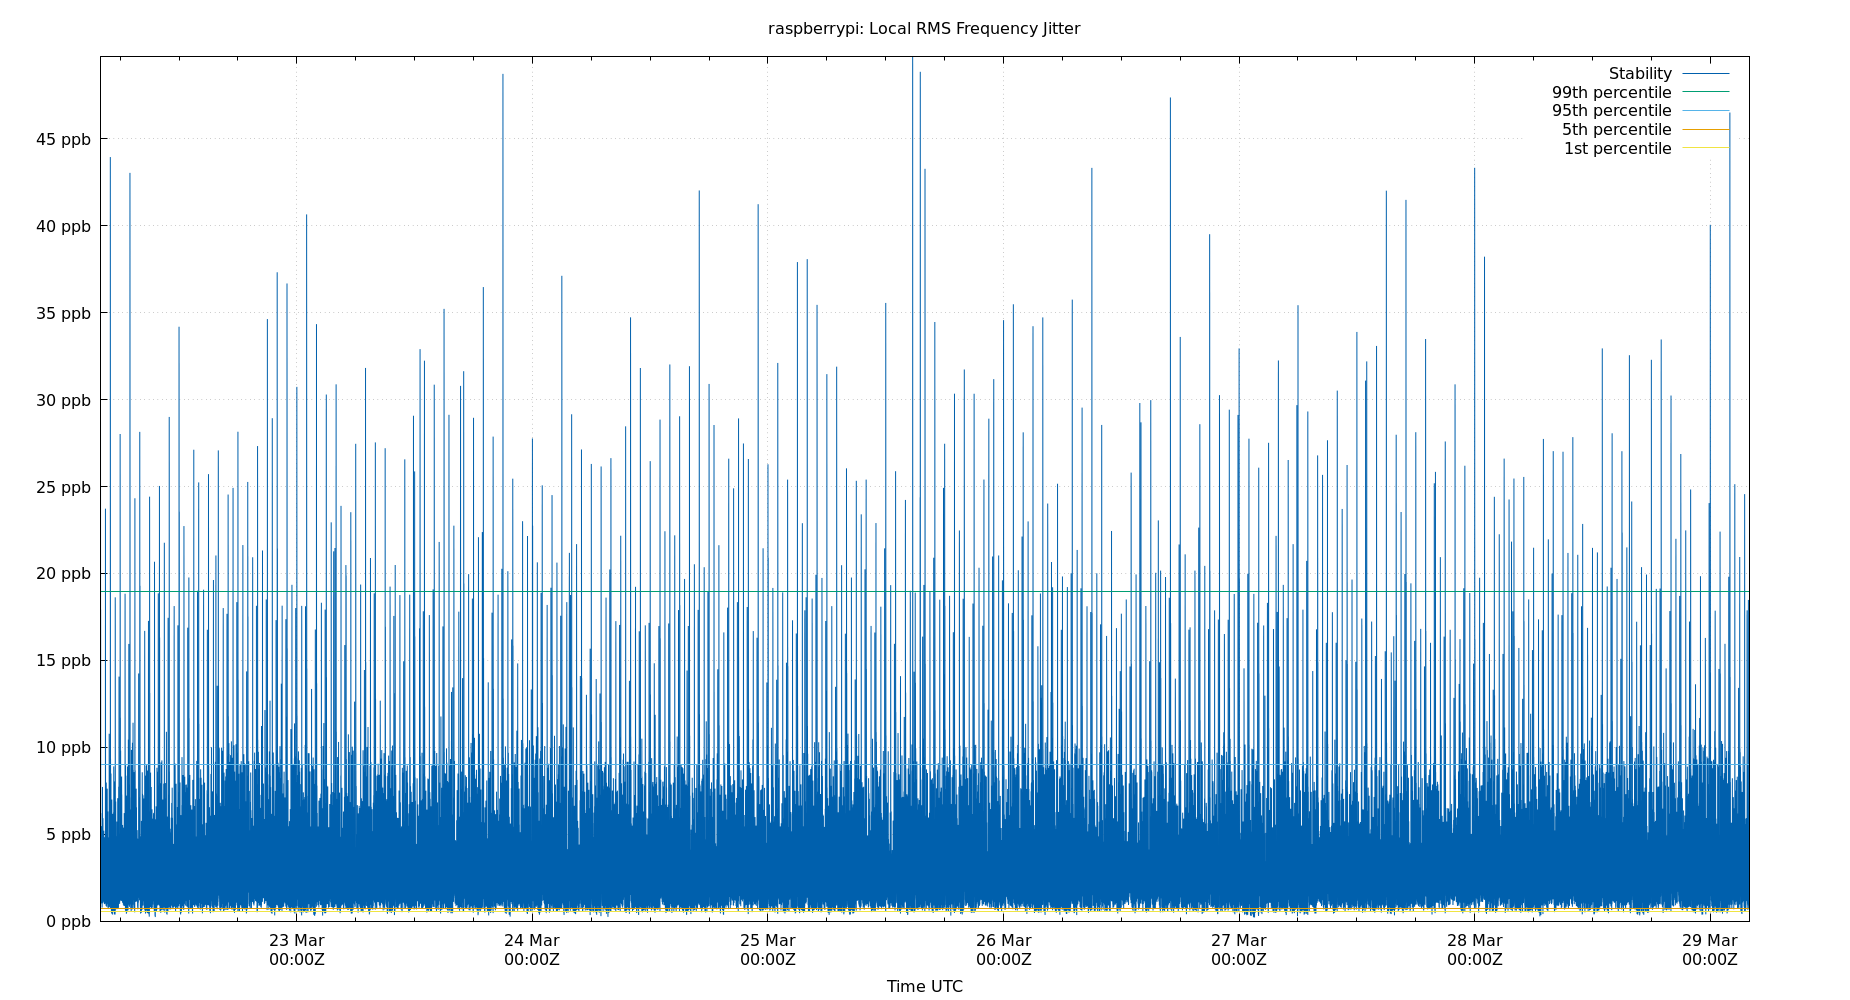 raspberrypi: Local RMS Frequency Jitter
Stability
99th percentile
95th percentile
5th percentile
1st percentile
45 ppb
40 ppb
35 ppb
30 ppb
25 ppb
20 ppb
15 ppb
10 ppb
5 ppb
0 ppb
23 Mar
00:00Z
24 Mar
00:00Z
25 Mar
00:00Z
26 Mar
00:00Z
27 Mar
00:00Z
28 Mar
00:00Z
29 Mar
00:00Z
Time UTC